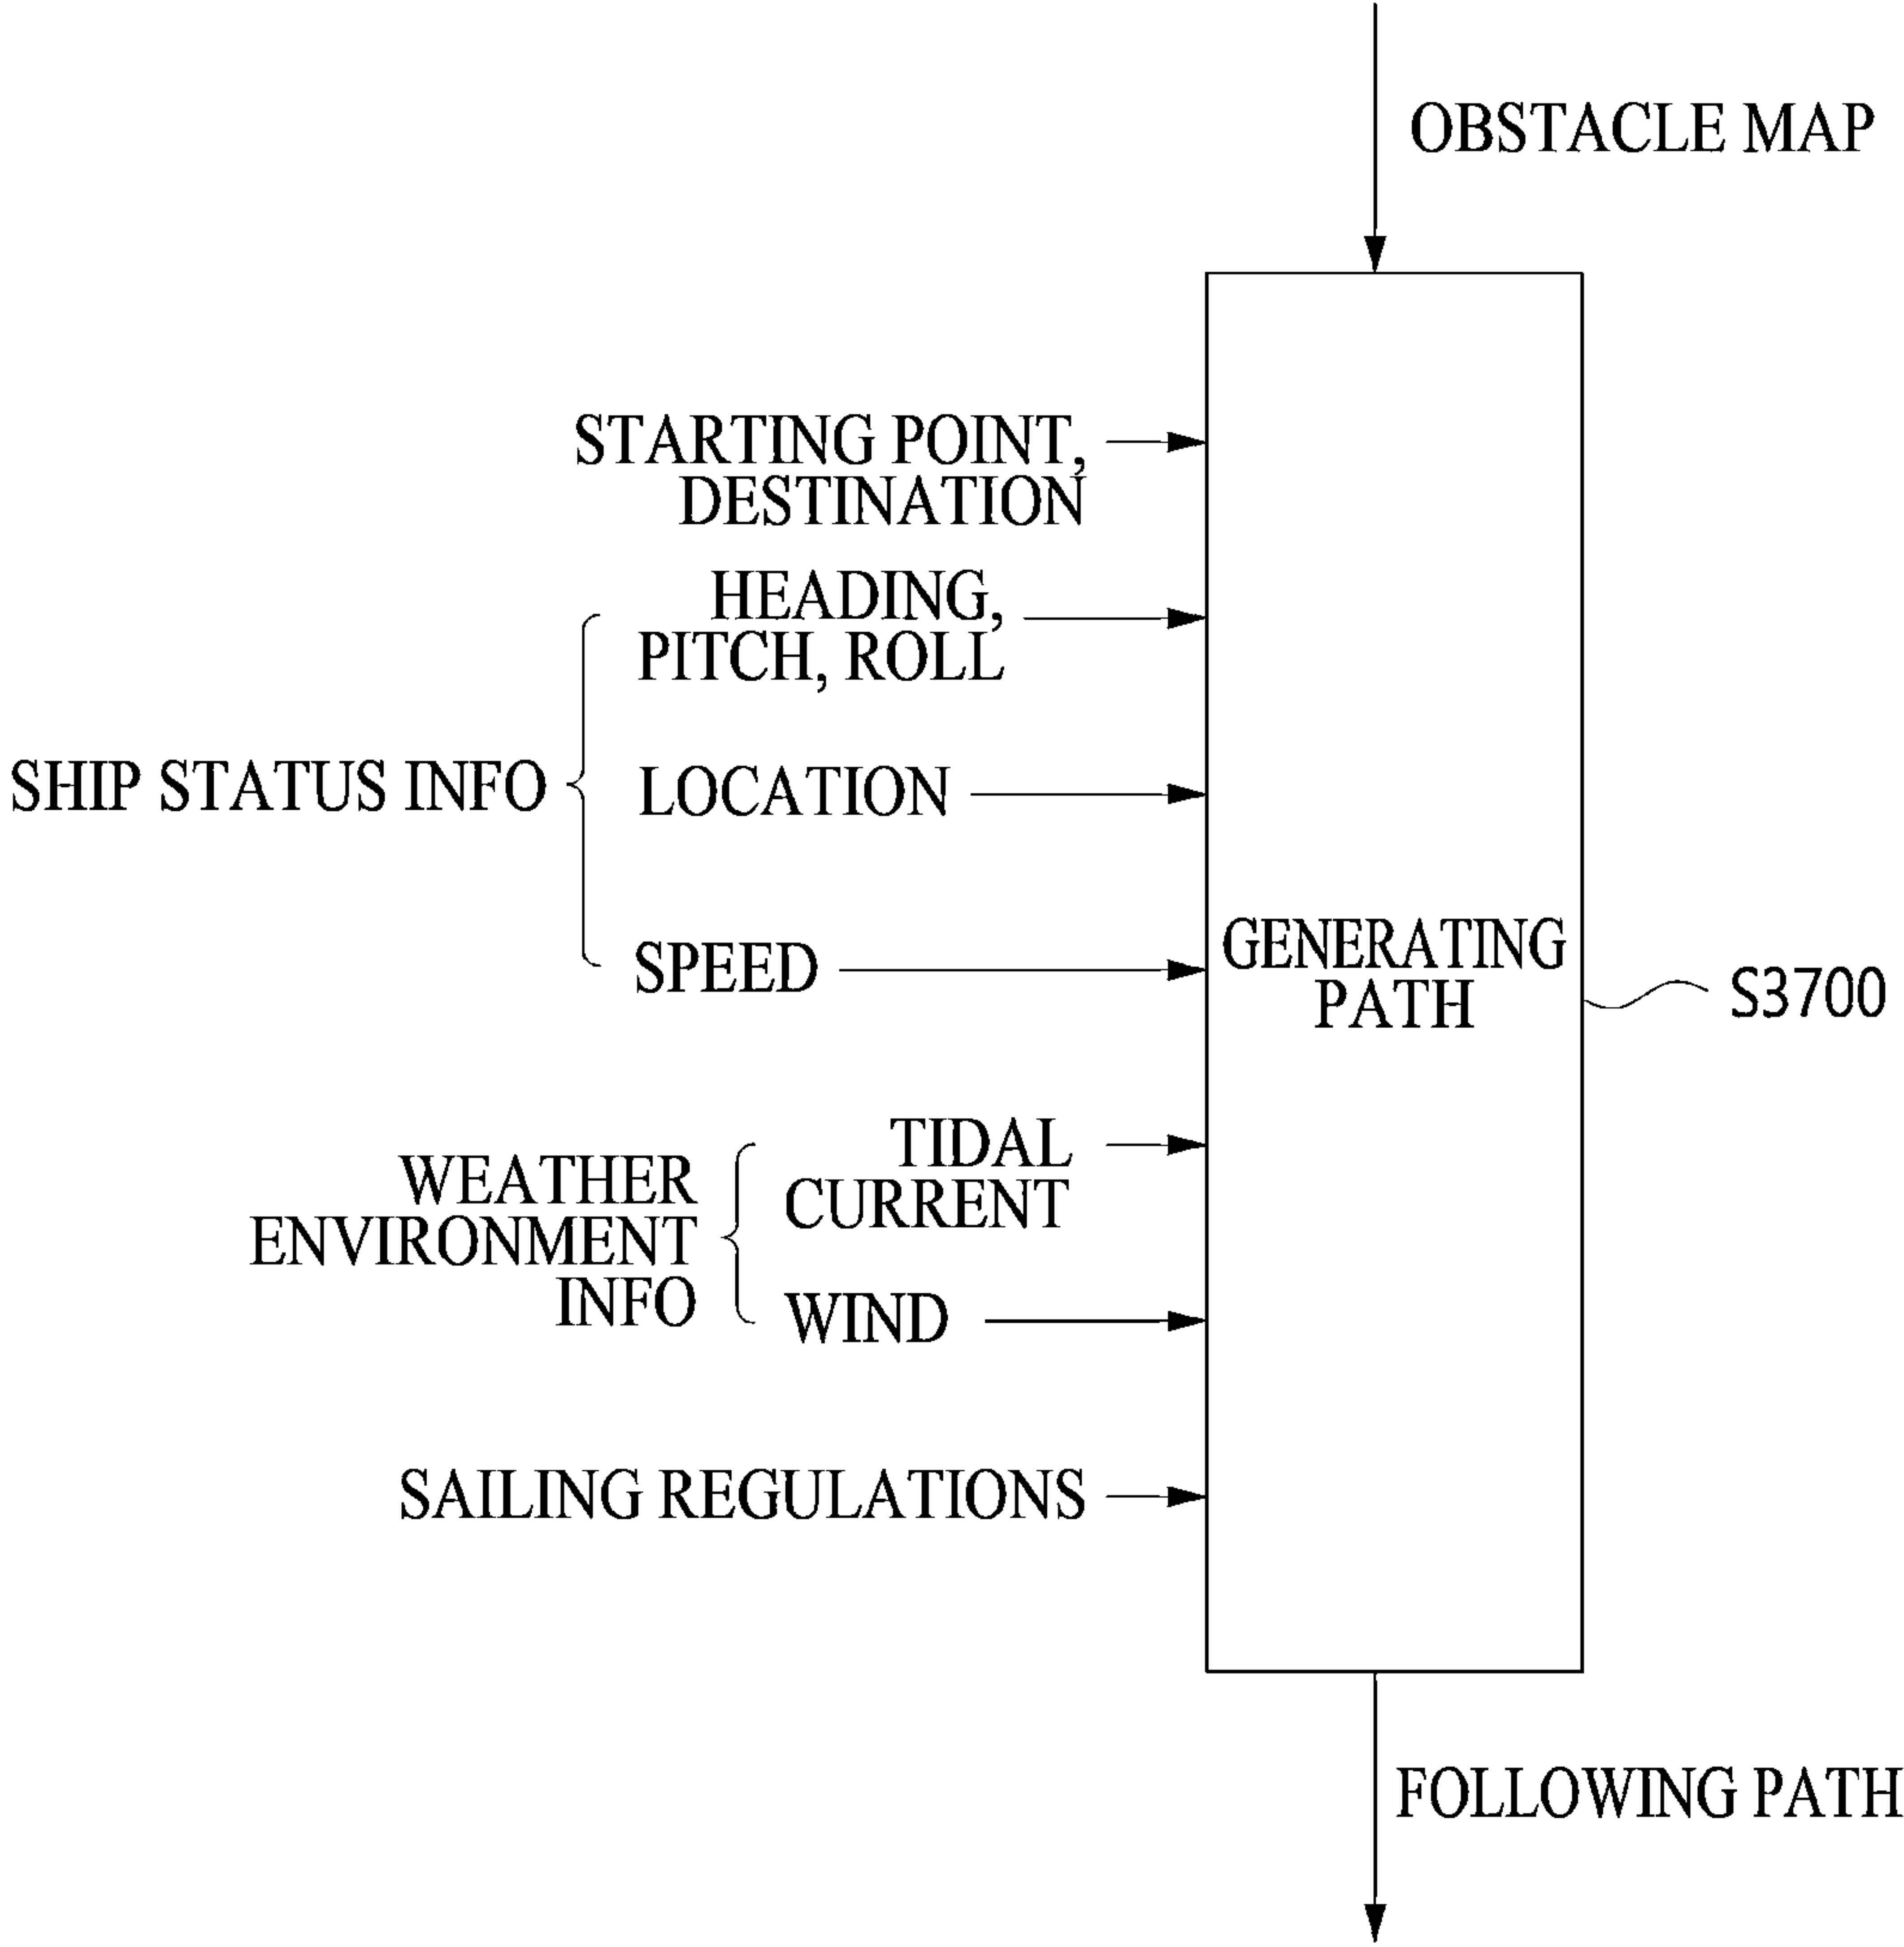 OBSTACLE MAP
STARTING POINT,
DESTINATION
HEADING,
PITCH, ROLL
SHIP STATUS INFO
LOCATION
SPEED
GENERATING
PATH
S3700
TIDAL
CURRENT
WEATHER
ENVIRONMENT
INFO
WIND
SAILING REGULATIONS
FOLLOWING PATH